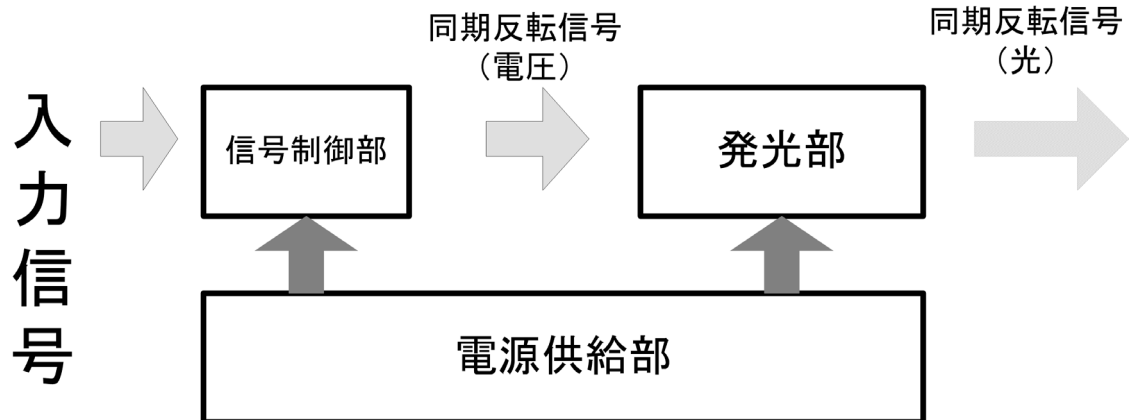 入力信号
信号制御部
同期反転信号
（電圧）
発光部
同期反転信号
（光）
電源供給部